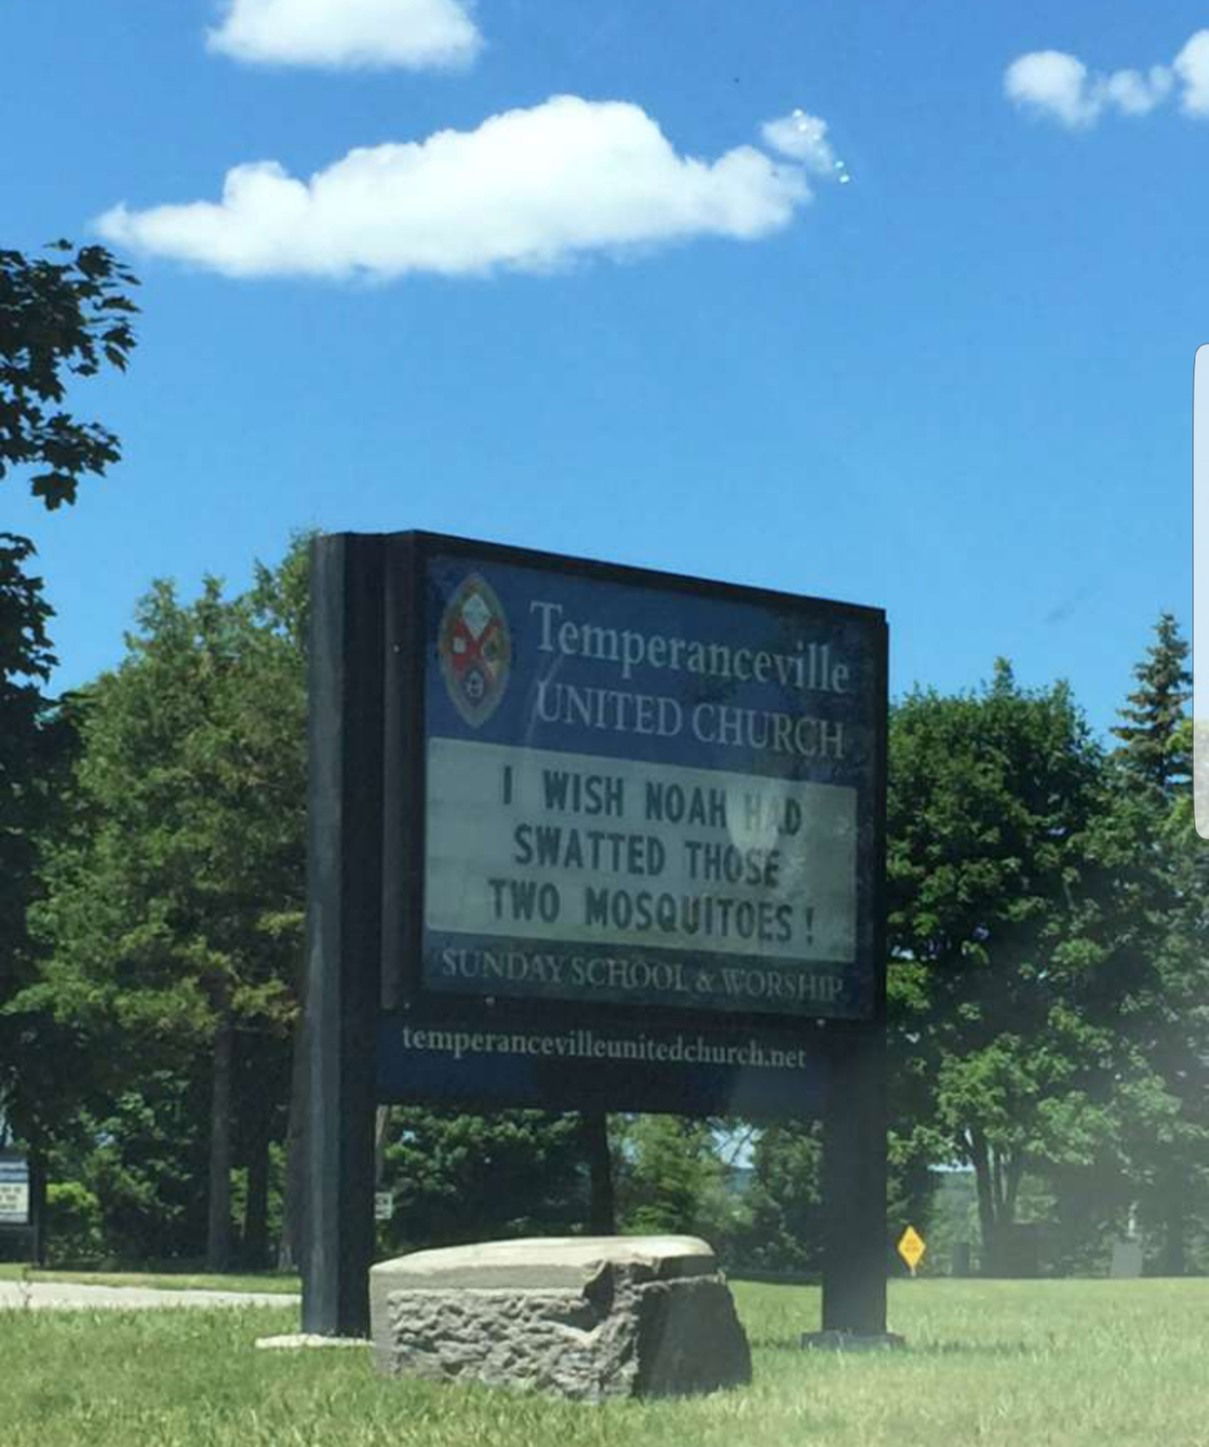 Temperanceville
UNITED CHURCH
I WISH NOAH HAD
SWATTED THOSE
TWO MOSQUITOES!
SUNDAY SCHOOL & WORSHIP
temperancevilleunitedchurch.net